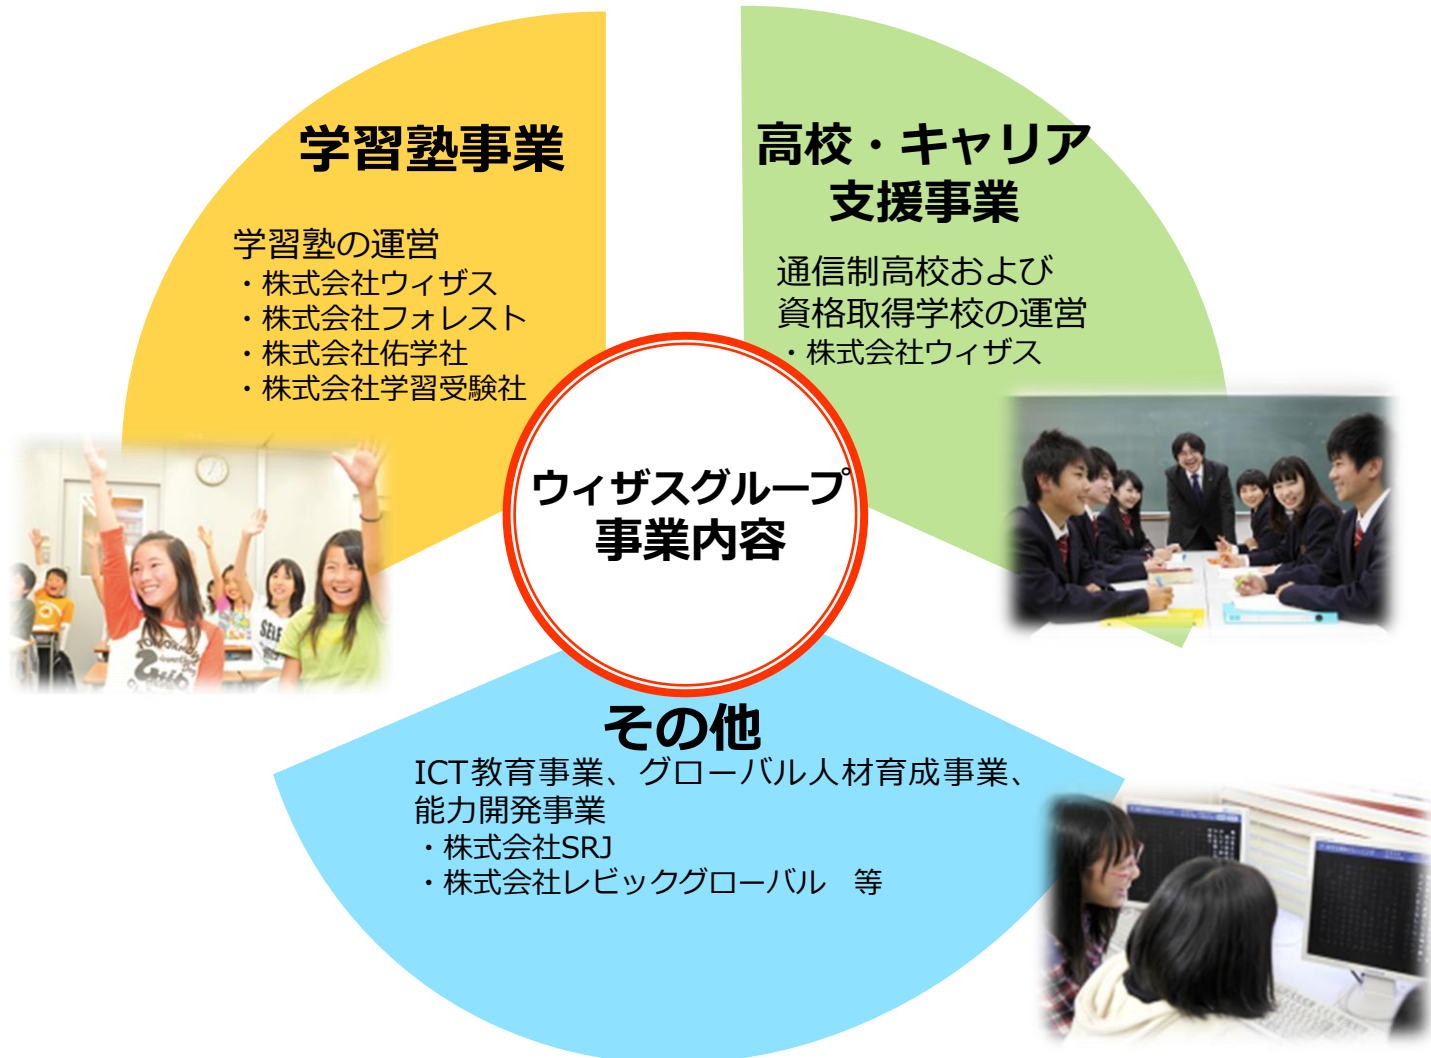 学習塾事業
学習塾の運営
・株式会社ウィザス
・株式会社フォレスト
・株式会社佑学社
・株式会社学習受験社
高校・キャリア
支援事業
通信制高校および
資格取得学校の運営
・株式会社ウィザス
ウィザスグループ
事業内容
その他
ICT教育事業、グローバル人材育成事業、
能力開発事業
・株式会社SRJ
・株式会社レビックグローバル　等